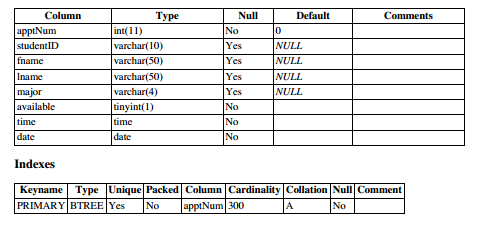 Column Type Null Default Comments
apptNum int(11) No 0
studentID varchar(10) Yes NULL
fname varchar(50) Yes NULL
lname varchar(50) Yes NULL
major varchar(4) Yes NULL
available tinyint(1) No
time time No
date date No
Indexes
Keyname Type Unique Packed Column Cardinality Collation Null Comment
PRIMARY BTREE Yes No apptNum 300 A No